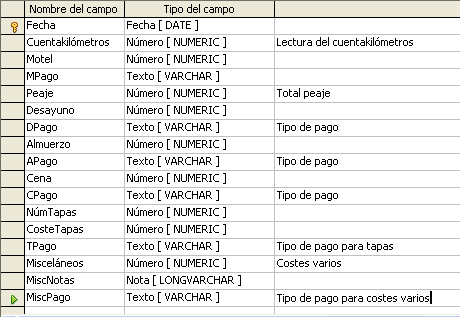 Nombre del campo Tipo del campo
Fecha Fecha [ DATE ]
Cuentakilómetros Número [ NUMERIC ] Lectura del cuentakilómetros
Motel Número [ NUMERIC ]
MPago Texto [ VARCHAR ]
Peaje Número [ NUMERIC ] Total peaje
Desayuno Número [ NUMERIC ]
DPago Texto [ VARCHAR ] Tipo de pago
Almuerzo Número [ NUMERIC ]
APago Texto [ VARCHAR ] Tipo de pago
Cena Número [ NUMERIC ]
CPago Texto [ VARCHAR ] Tipo de pago
NúmTapas Número [ NUMERIC ]
CosteTapas Número [ NUMERIC ]
TPago Texto [ VARCHAR ] Tipo de pago para tapas
Misceláneos Número [ NUMERIC ] Costes varios
MiscNotas Nota [ LONGVARCHAR ]
MiscPago Texto [ VARCHAR ] Tipo de pago para costes varios